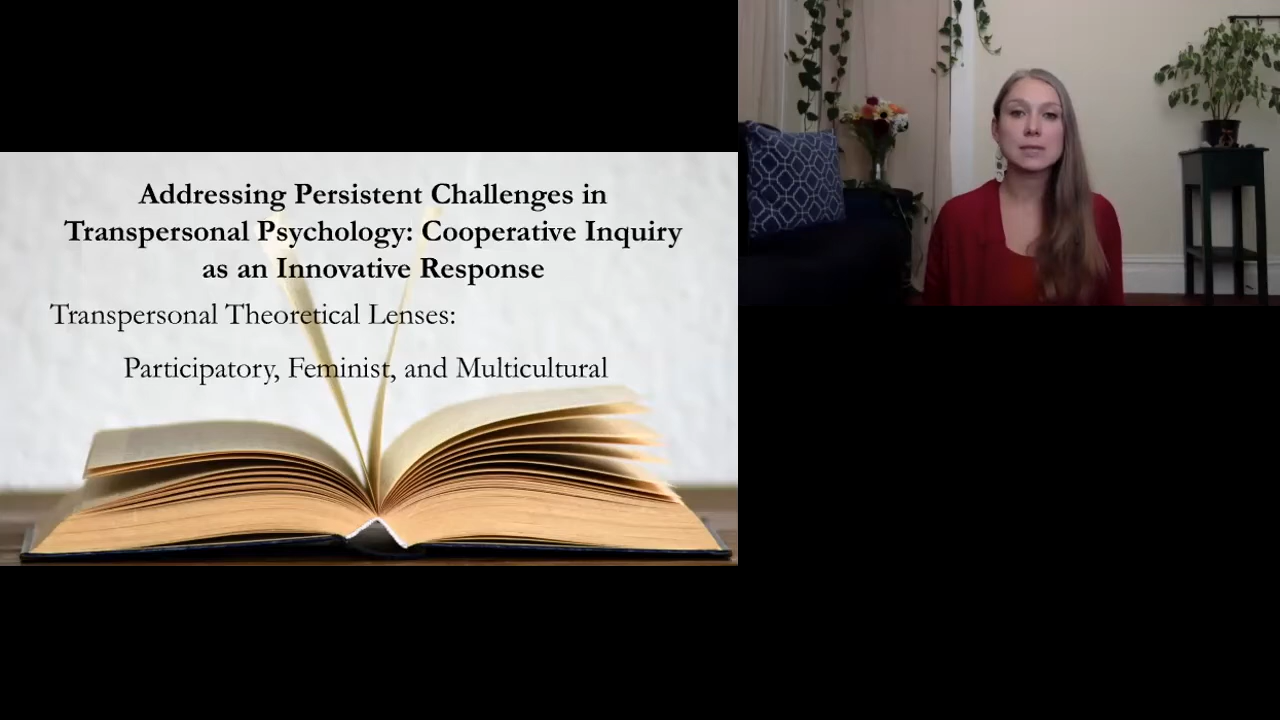 Addressing Persistent Challenges in
Transpersonal Psychology: Cooperative Inquiry
as an Innovative Response
Transpersonal Theoretical Lenses:
Participatory, Feminist, and Multicultural